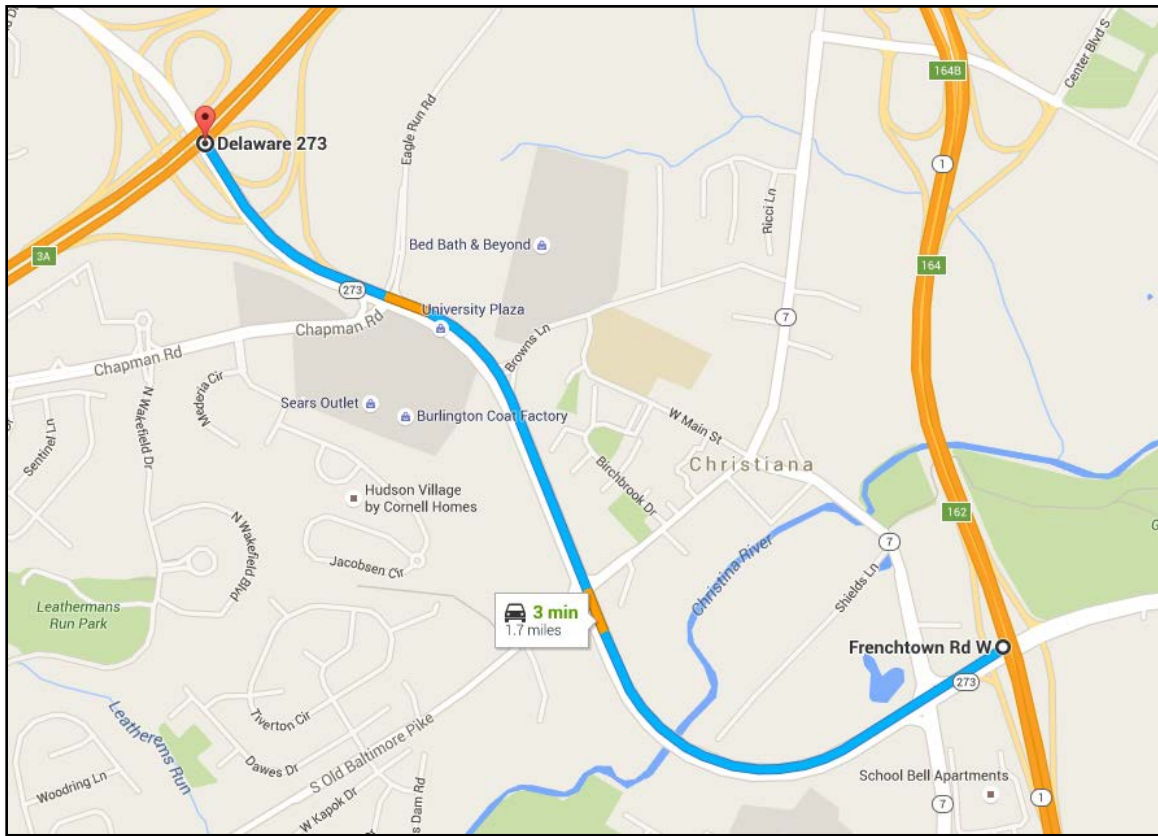 164B
Center Blvd S
Delaware 273
Eagle Run Rd
1
Ricci Ln
Bed Bath & Beyond
3A
164
273
University Plaza
7
Chapman Rd
Chapman Rd
Browns Ln
Meperia Cir
Sears Outlet
Burlington Coat Factory
N Wakefield Dr
Sentinel Ln
W Main St
Christiana
Birchbrook Dr
Hudson Village
by Cornell Homes
162
N Wakefield Blvd
7
Jacobsen Cir
Christina River
Shields Ln
Leathermans
Run Park
3 min
1.7 miles
Frenchtown Rd W
273
Tiverton Cir
Leatherms Run
Dawes Dr
S Old Baltimore Pike
Woodring Ln
School Bell Apartments
W Kapok Dr
s Dam Rd
7
1
G